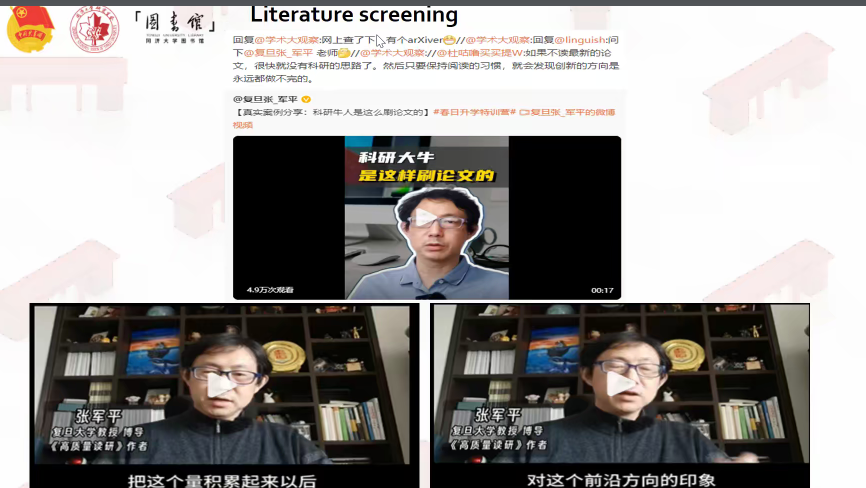 Literature screening
「圖書館」
同济大学图书馆
回复@学术大观察:网上查了下,有个arXiver//@学术大观察:回复@linguish:问
下@复旦张_军平 老师//@学术大观察://@杜咕噜买买提W:如果不读最新的论
文，很快就没有科研的思路了。然后只要保持阅读的习惯，就会发现创新的方向是
永远都做不完的。
@复旦张_军平
【真实案例分享：科研牛人是这么刷论文的】#春日升学特训营# 复旦张_军平的微博
视频
科研大牛
是这样刷论文的
4.9万次观看
00:17
张军平
复旦大学教授 博导
《高质量读研》作者
把这个量积累起来以后
张军平
复旦大学教授 博导
《高质量读研》作者
对这个前沿方向的印象